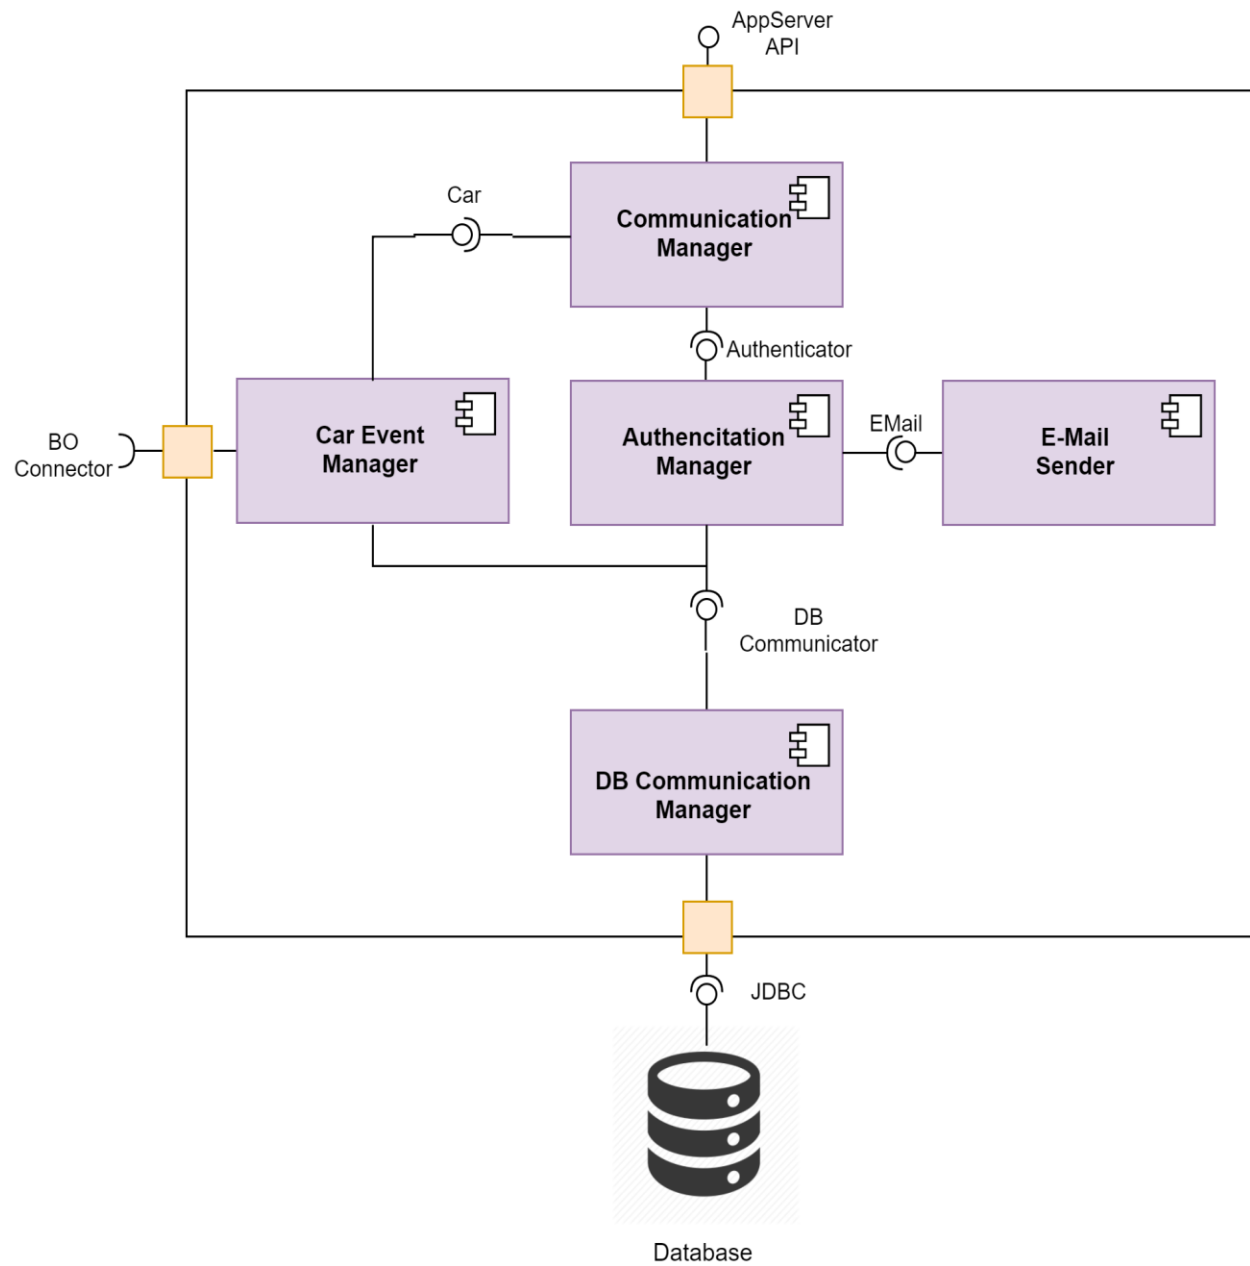 AppServer
API
Car
Communication
Manager
Authenticator
BO
Connector
Car Event
Manager
Authencitation
Manager
EMail
E-Mail
Sender
DB
Communicator
DB Communication
Manager
JDBC
Database